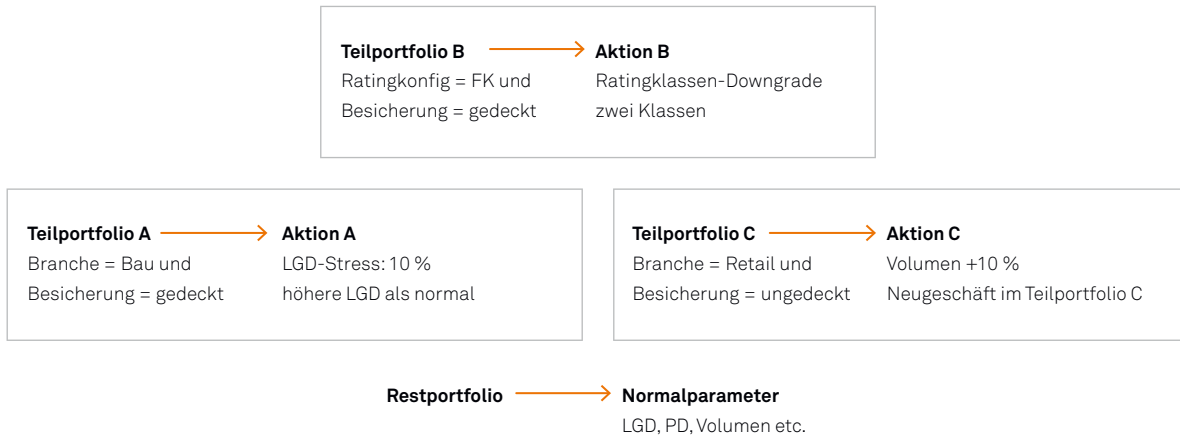 Teilportfolio B Aktion B
Ratingkonfig = FK und Ratingklassen-Downgrade
Besicherung = gedeckt zwei Klassen
Teilportfolio A Aktion A
Branche = Bau und LGD-Stress: 10 %
Besicherung = gedeckt höhere LGD als normal
Teilportfolio C Aktion C
Branche = Retail und Volumen +10 %
Besicherung = ungedeckt Neugeschäft im Teilportfolio C
Restportfolio Normalparameter
LGD, PD, Volumen etc.